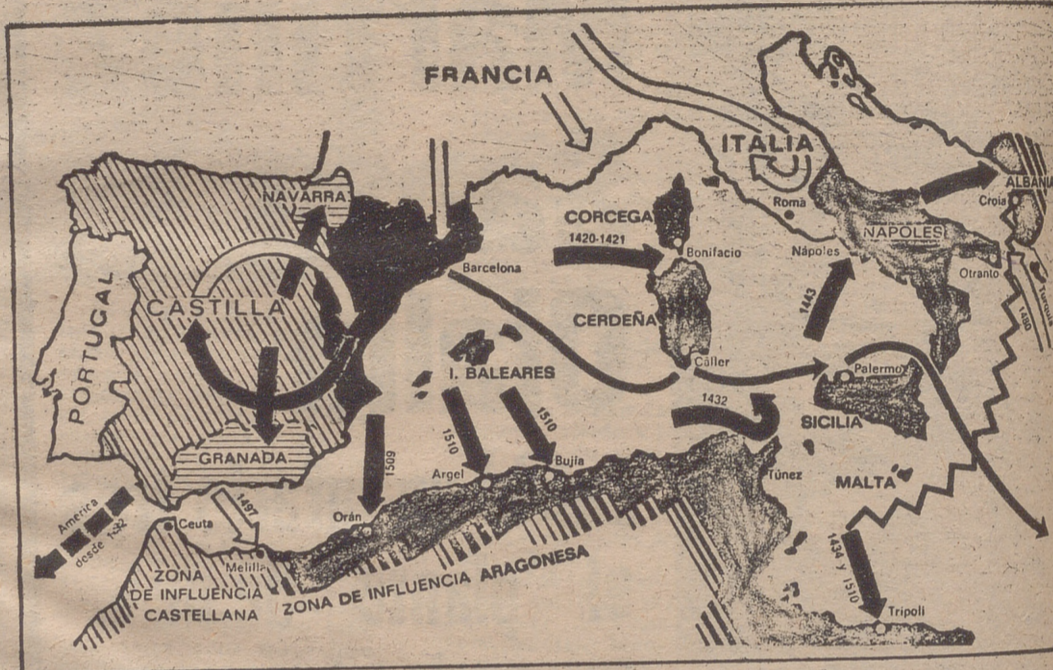 FRANCIA
ITALIA
NAVARRA
Roma
ALBANIA
Croia
CORCEGA
1420-1421
Bonifacio
Nápoles
NAPOLES
Otranto
Barcelona
PORTUGAL
CASTILLA
CERDEÑA
1443
1480
Cáller
Palermo
I. BALEARES
1432
SICILIA
1510
1510
GRANADA
1509
Argel
Bujía
Túnez
MALTA
América
desde 1492
1497
Ceuta
Orán
Melilla
ZONA
DE INFLUENCIA
CASTELLANA
ZONA DE INFLUENCIA ARAGONESA
1434 y 1510
Trípoli